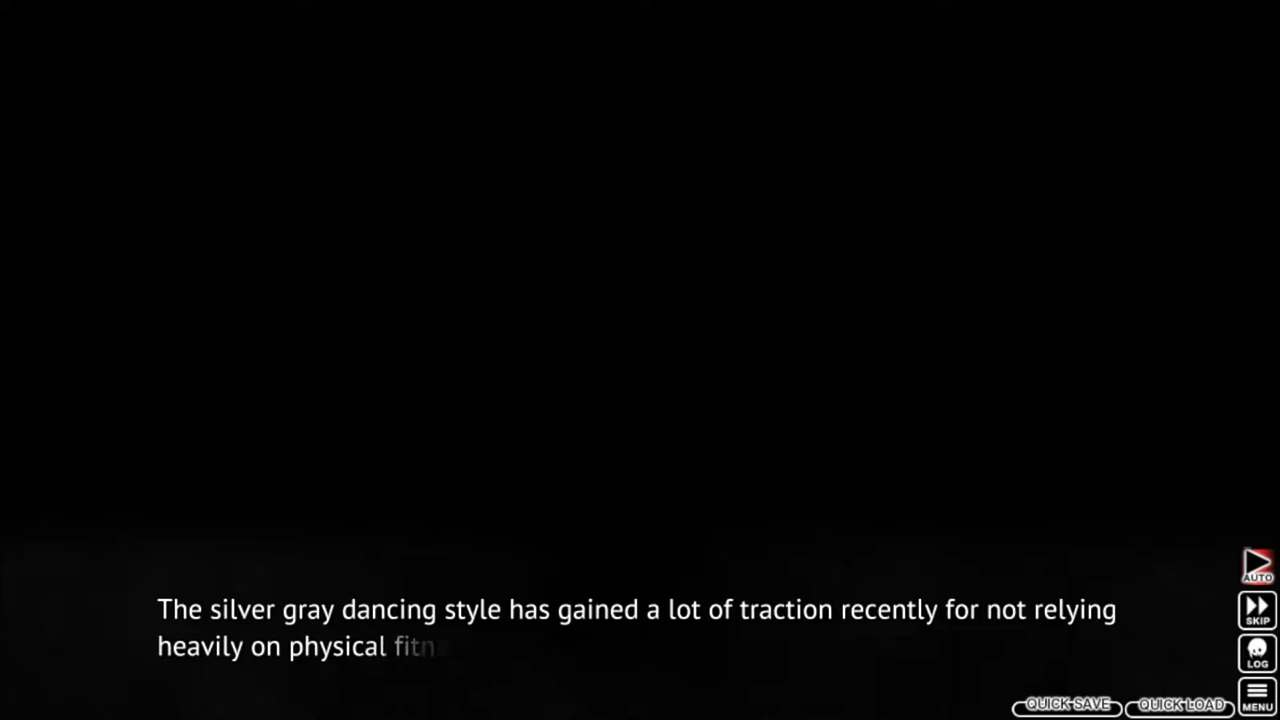 The silver gray dancing style has gained a lot of traction recently for not relying
heavily on physical fitn
AUTO
SKIP
LOG
MENU
QUICK SAVE
QUICK LOAD